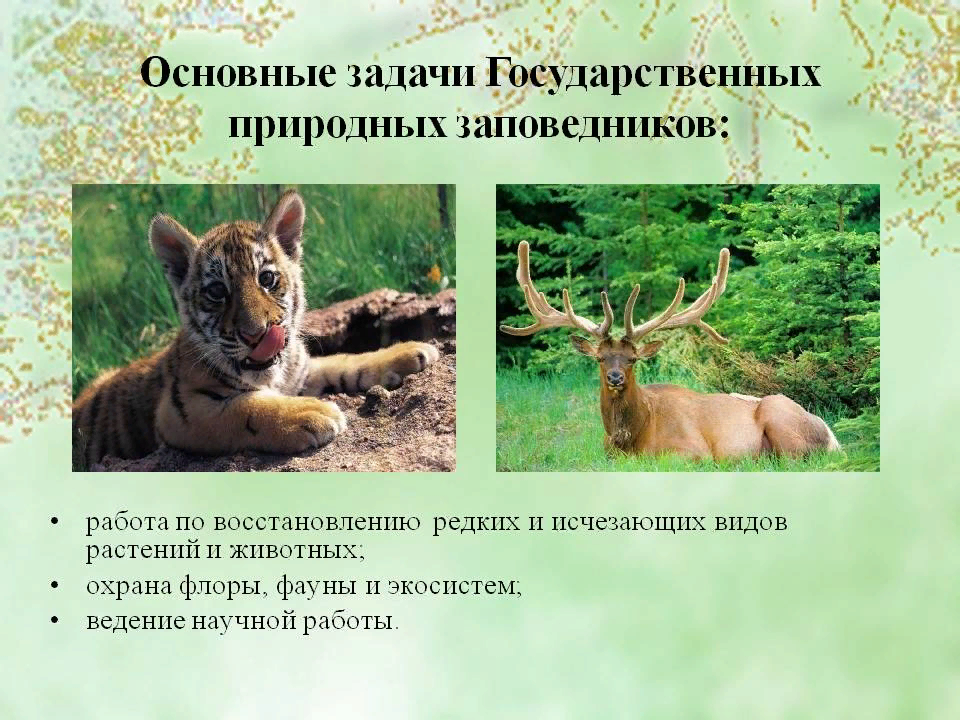 Основные задачи Государственных
природных заповедников:
• работа по восстановлению редких и исчезающих видов
растений и животных;
• охрана флоры, фауны и экосистем;
• ведение научной работы.